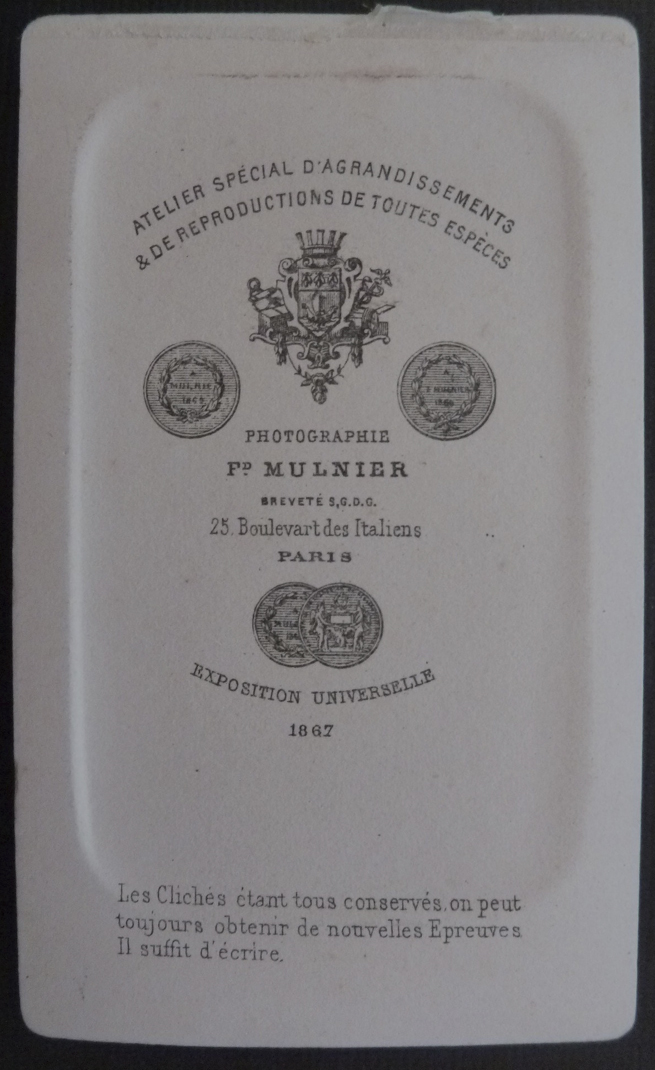 ATELIER SPÉCIAL D'AGRANDISSEMENTS
& DE REPRODUCTIONS DE TOUTES ESPÈCES
PHOTOGRAPHIE
FD MULNIER
BREVETÉ S,G.D.G.
25. Boulevart des Italiens
PARIS
EXPOSITION UNIVERSELLE
1867
Les Clichés étant tous conservés, on peut
toujours obtenir de nouvelles Epreuves
Il suffit d'écrire.